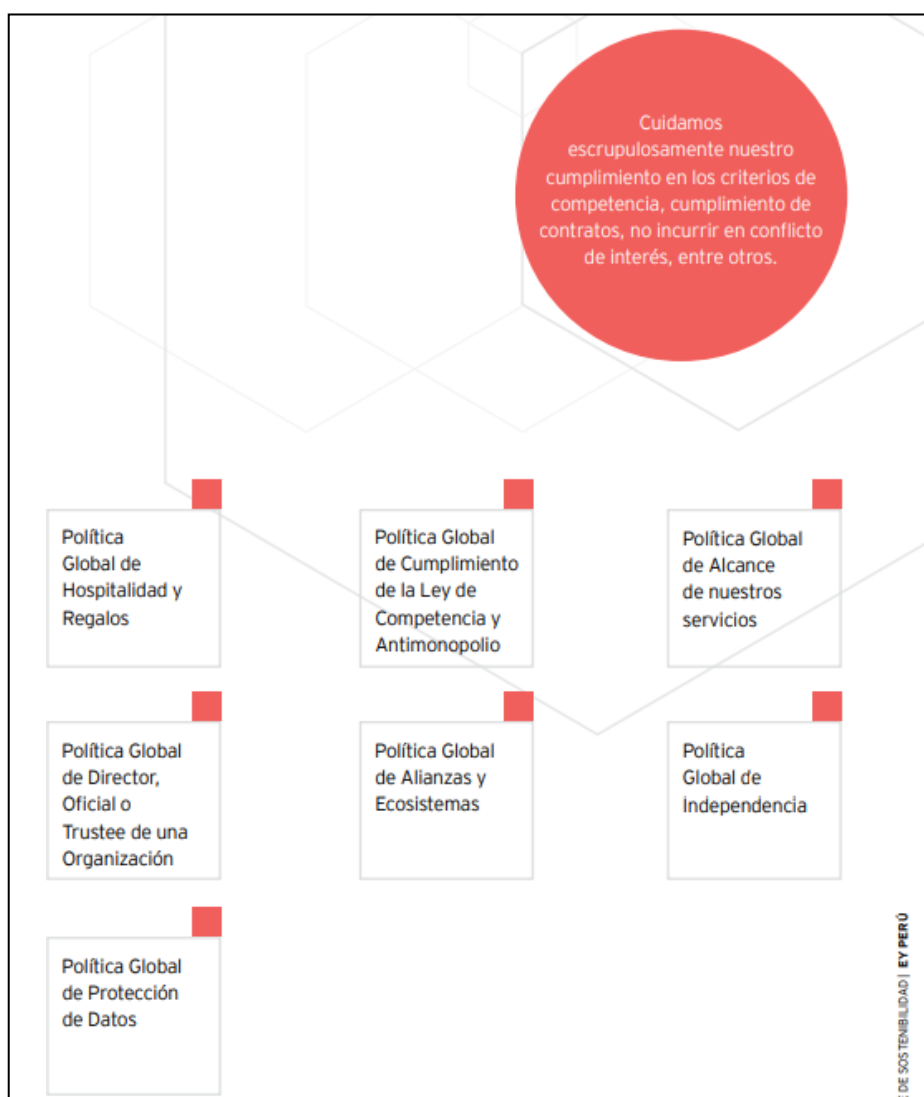 Cuidamos
escrupulosamente nuestro
cumplimiento en los criterios de
competencia, cumplimiento de
contratos, no incurrir en conflicto
de interés, entre otros.
Política
Global de
Hospitalidad y
Regalos
Política Global
de Cumplimiento
de la Ley de
Competencia y
Antimonopolio
Política Global
de Alcance
de nuestros
servicios
Política Global
de Director,
Oficial o
Trustee de una
Organización
Política Global
de Alianzas y
Ecosistemas
Política
Global de
Independencia
Política Global
de Protección
de Datos
DE SOSTENIBILIDAD | EY PERÚ